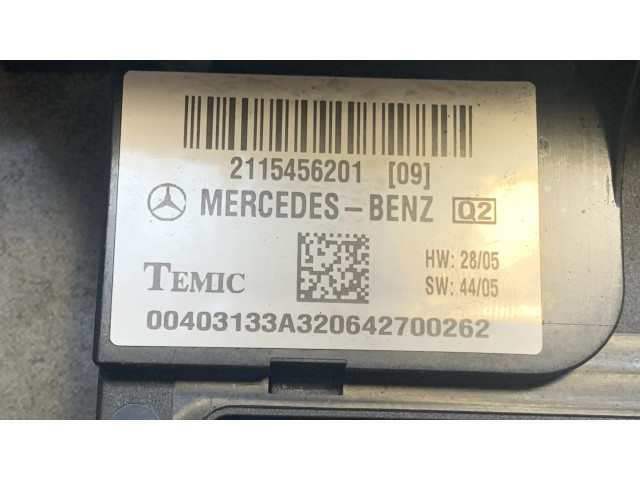 2115456201 [09]
MERCEDES-BENZ Q2
TEMIC HW: 28/05
SW: 44/05
00403133A320642700262